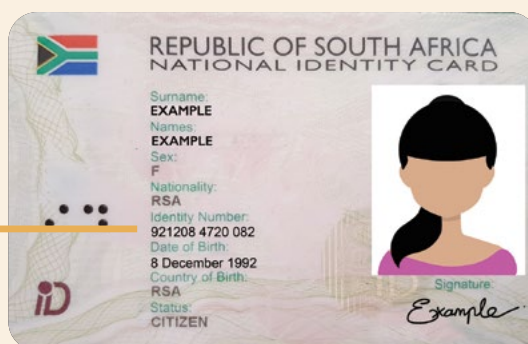 REPUBLIC OF SOUTH AFRICA
NATIONAL IDENTITY CARD
Surname:
EXAMPLE
Names:
EXAMPLE
Sex:
F
Nationality:
RSA
Identity Number:
921208 4720 082
Date of Birth:
8 December 1992
Country of Birth:
RSA
Status:
CITIZEN
Signature:
Example
iD